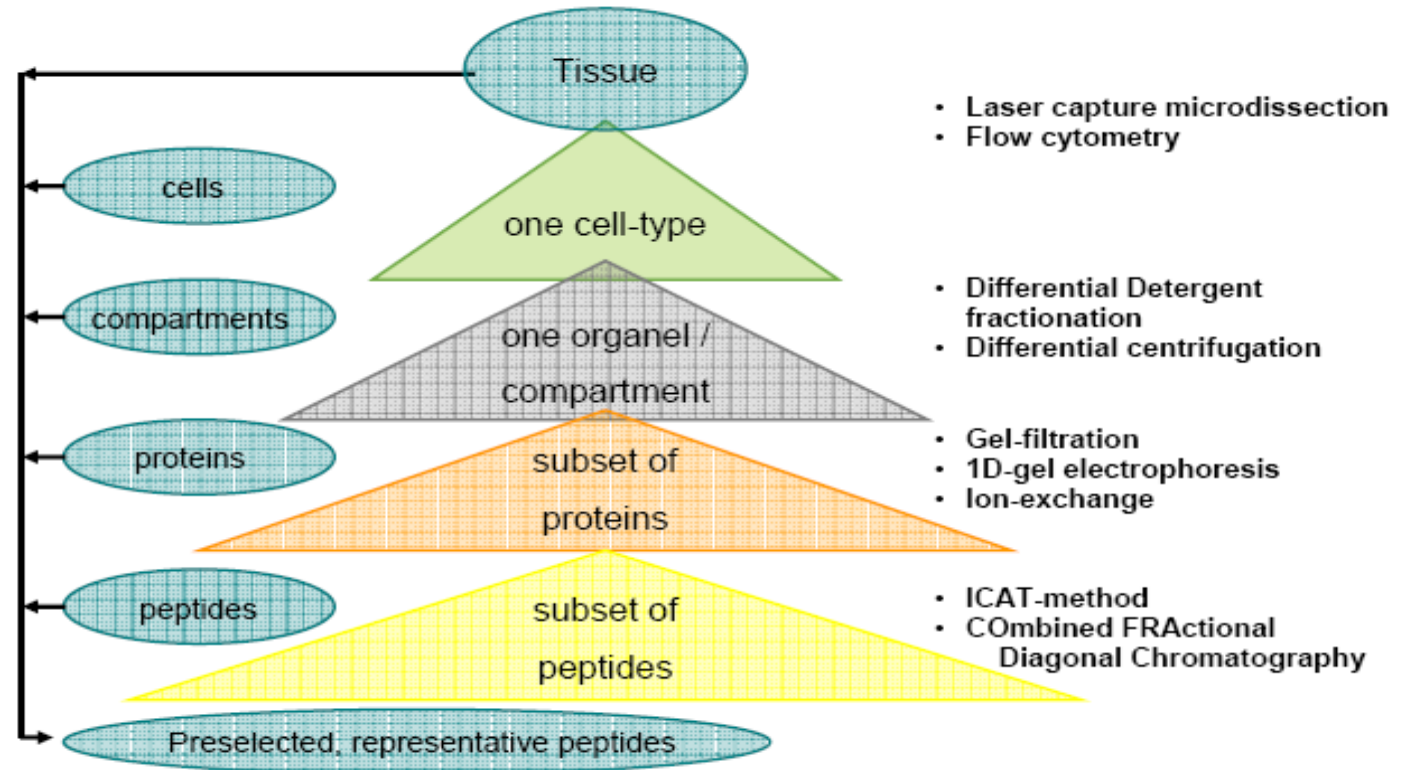 Tissue
• Laser capture microdissection
• Flow cytometry
cells
one cell-type
compartments
one organel /
compartment
• Differential Detergent
fractionation
• Differential centrifugation
proteins
subset of
proteins
• Gel-filtration
• 1D-gel electrophoresis
• Ion-exchange
peptides
subset of
peptides
• ICAT-method
• COmbined FRActional
Diagonal Chromatography
Preselected, representative peptides